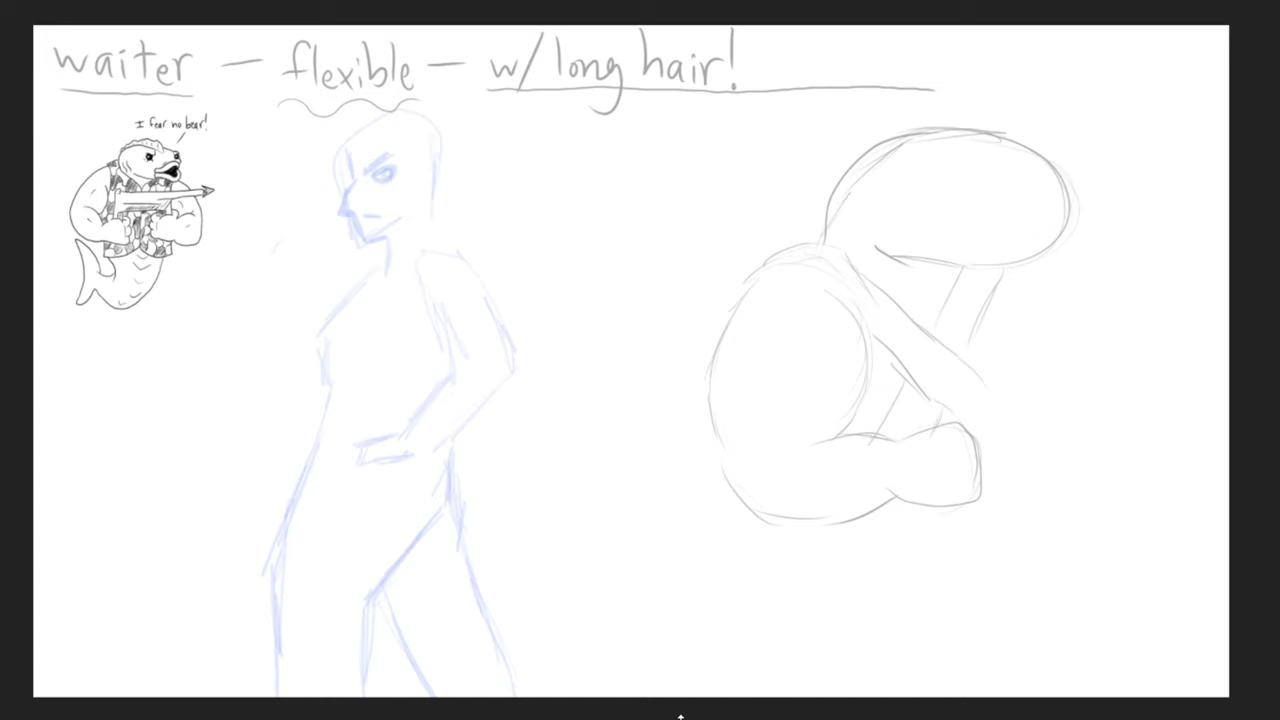 waiter — flexible — w/ long hair!
I fear no bear!